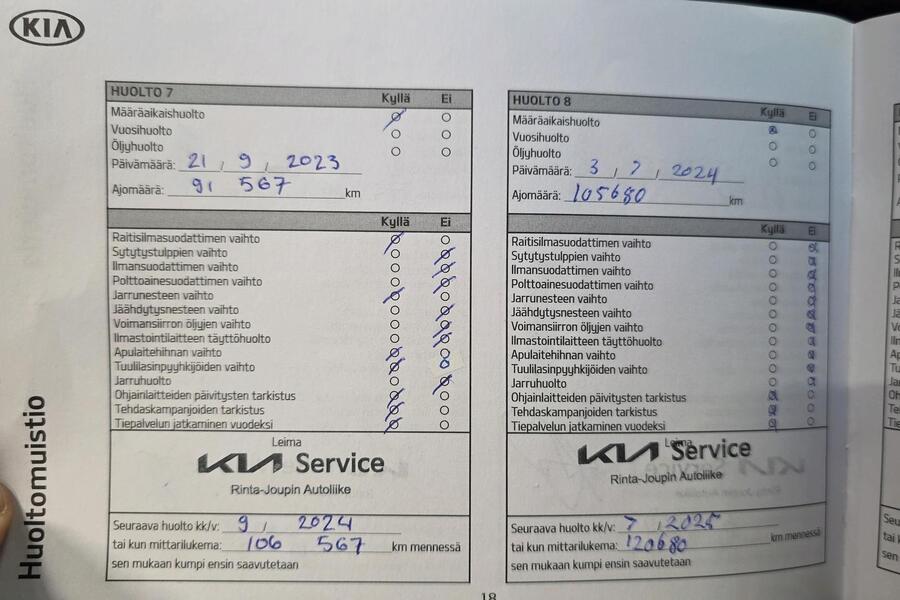 KIA
HUOLTO 7
Kyllä Ei
Määräaikaishuolto
Vuosihuolto
Öljyhuolto
Päivämäärä: 21 / 9 / 2023
Ajomäärä: 91 567 km
Kyllä Ei
Raitisilmasuodattimen vaihto
Sytytystulppien vaihto
Ilmansuodattimen vaihto
Polttoainesuodattimen vaihto
Jarrunesteen vaihto
Jäähdytysnesteen vaihto
Voimansiirron öljyjen vaihto
Ilmastointilaitteen täyttöhuolto
Apulaitehihnan vaihto
Tuulilasinpyyhkijöiden vaihto
Jarruhuolto
Ohjainlaitteiden päivitysten tarkistus
Tehdaskampanjoiden tarkistus
Tiepalvelun jatkaminen vuodeksi
Leima
KIA Service
Rinta-Joupin Autoliike
Seuraava huolto kk/v: 9 / 2024
tai kun mittarilukema: 106 567 km mennessä
sen mukaan kumpi ensin saavutetaan
HUOLTO 8
Kyllä Ei
Määräaikaishuolto
Vuosihuolto
Öljyhuolto
Päivämäärä: 3 / 7 / 2024
Ajomäärä: 105680 km
Kyllä Ei
Raitisilmasuodattimen vaihto
Sytytystulppien vaihto
Ilmansuodattimen vaihto
Polttoainesuodattimen vaihto
Jarrunesteen vaihto
Jäähdytysnesteen vaihto
Voimansiirron öljyjen vaihto
Ilmastointilaitteen täyttöhuolto
Apulaitehihnan vaihto
Tuulilasinpyyhkijöiden vaihto
Jarruhuolto
Ohjainlaitteiden päivitysten tarkistus
Tehdaskampanjoiden tarkistus
Tiepalvelun jatkaminen vuodeksi
Leima
KIA Service
Rinta-Joupin Autoliike
Seuraava huolto kk/v: 7 / 2025
tai kun mittarilukema: 120680 km mennessä
sen mukaan kumpi ensin saavutetaan
Huoltomuistio
18